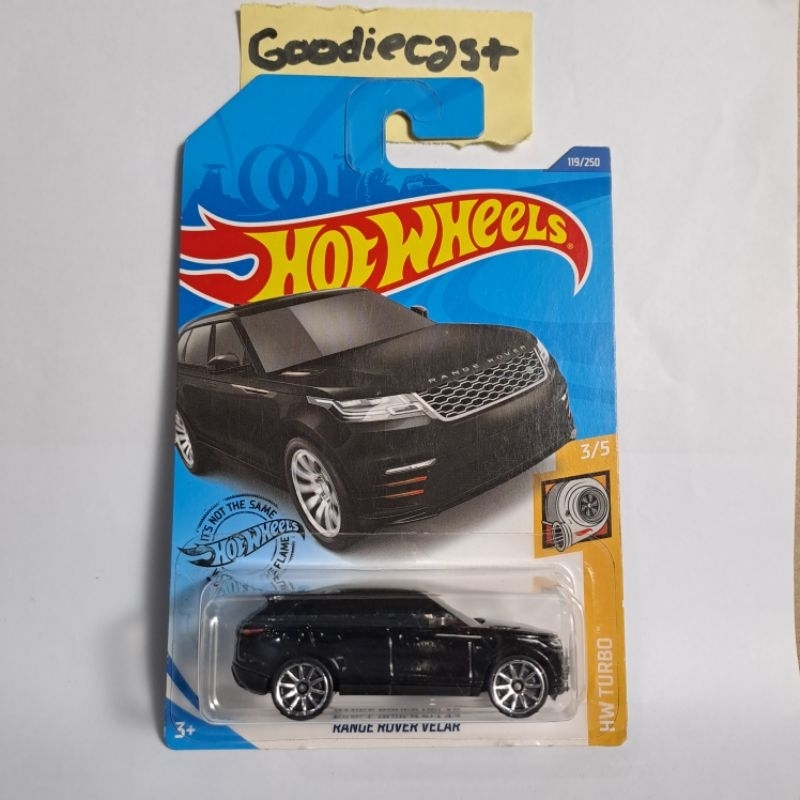 Goodiecast
119/250
HOT WHEELS
RANGE ROVER
3/5
IT'S NOT THE SAME
HOT WHEELS
FLAME
HW TURBO™
3+
RANGE ROVER VELAR